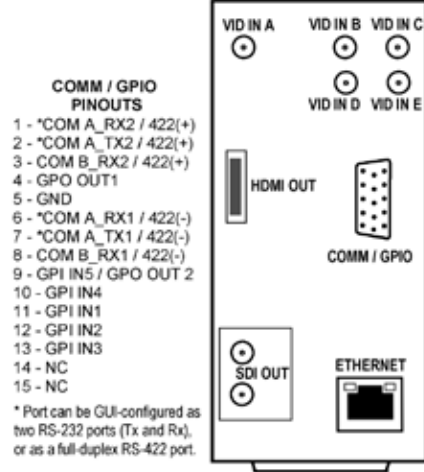 COMM / GPIO
PINOUTS
1 - *COM A_RX2 / 422(+)
2 - *COM A_TX2 / 422(+)
3 - COM B_RX2 / 422(+)
4 - GPO OUT1
5 - GND
6 - *COM A_RX1 / 422(-)
7 - *COM A_TX1 / 422(-)
8 - COM B_RX1 / 422(-)
9 - GPI IN5 / GPO OUT 2
10 - GPI IN4
11 - GPI IN1
12 - GPI IN2
13 - GPI IN3
14 - NC
15 - NC
* Port can be GUI-configured as
two RS-232 ports (Tx and Rx),
or as a full-duplex RS-422 port.
VID IN A
VID IN B
VID IN C
VID IN D
VID IN E
HDMI OUT
COMM / GPIO
SDI OUT
ETHERNET